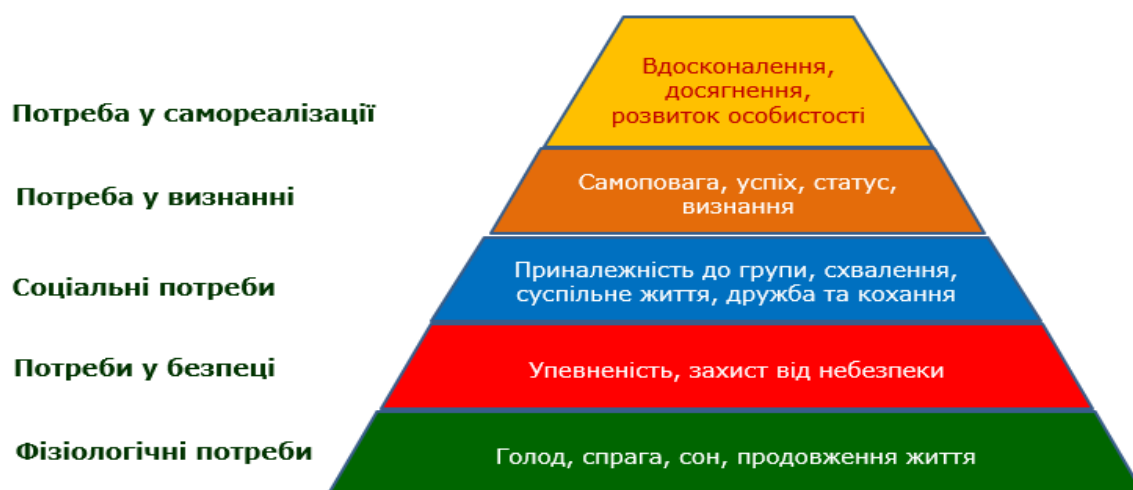 Вдосконалення,
досягнення,
розвиток особистості
Потреба у самореалізації
Самоповага, успіх, статус,
визнання
Потреба у визнанні
Приналежність до групи, схвалення,
суспільне життя, дружба та кохання
Соціальні потреби
Упевненість, захист від небезпеки
Потреби у безпеці
Голод, спрага, сон, продовження життя
Фізіологічні потреби